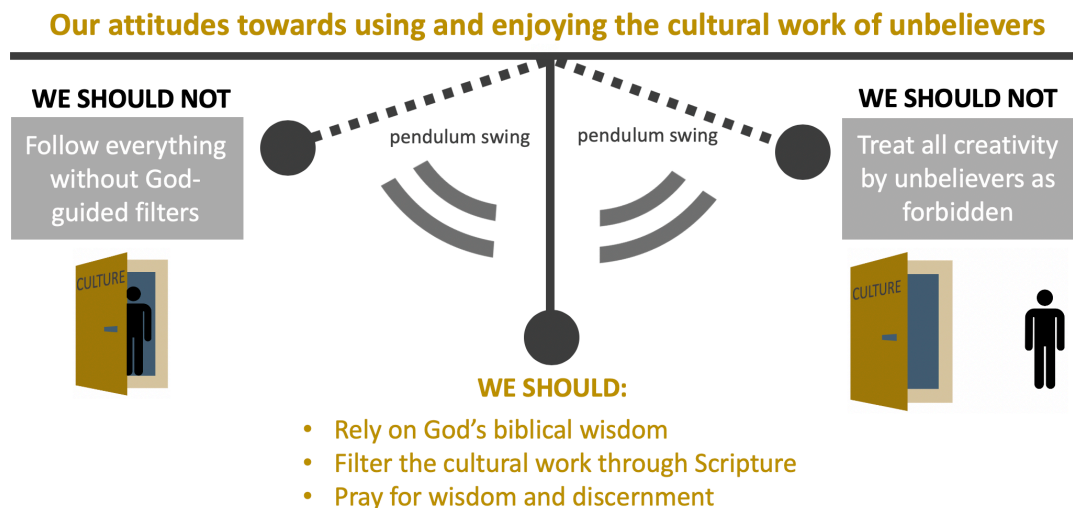 Our attitudes towards using and enjoying the cultural work of unbelievers
WE SHOULD NOT
Follow everything
without God-
guided filters
CULTURE
pendulum swing
pendulum swing
WE SHOULD NOT
Treat all creativity
by unbelievers as
forbidden
CULTURE
WE SHOULD:
• Rely on God's biblical wisdom
• Filter the cultural work through Scripture
• Pray for wisdom and discernment